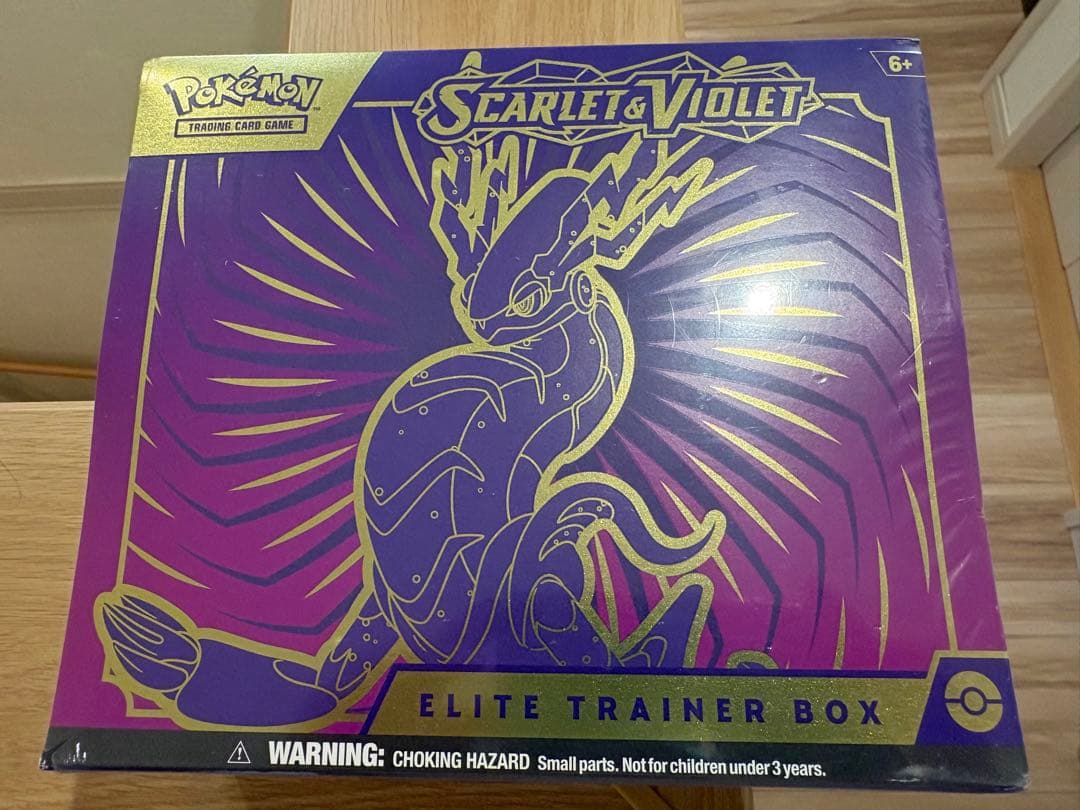 POKéMON™
TRADING CARD GAME
SCARLET & VIOLET
6+
ELITE TRAINER BOX
WARNING: CHOKING HAZARD Small parts. Not for children under 3 years.